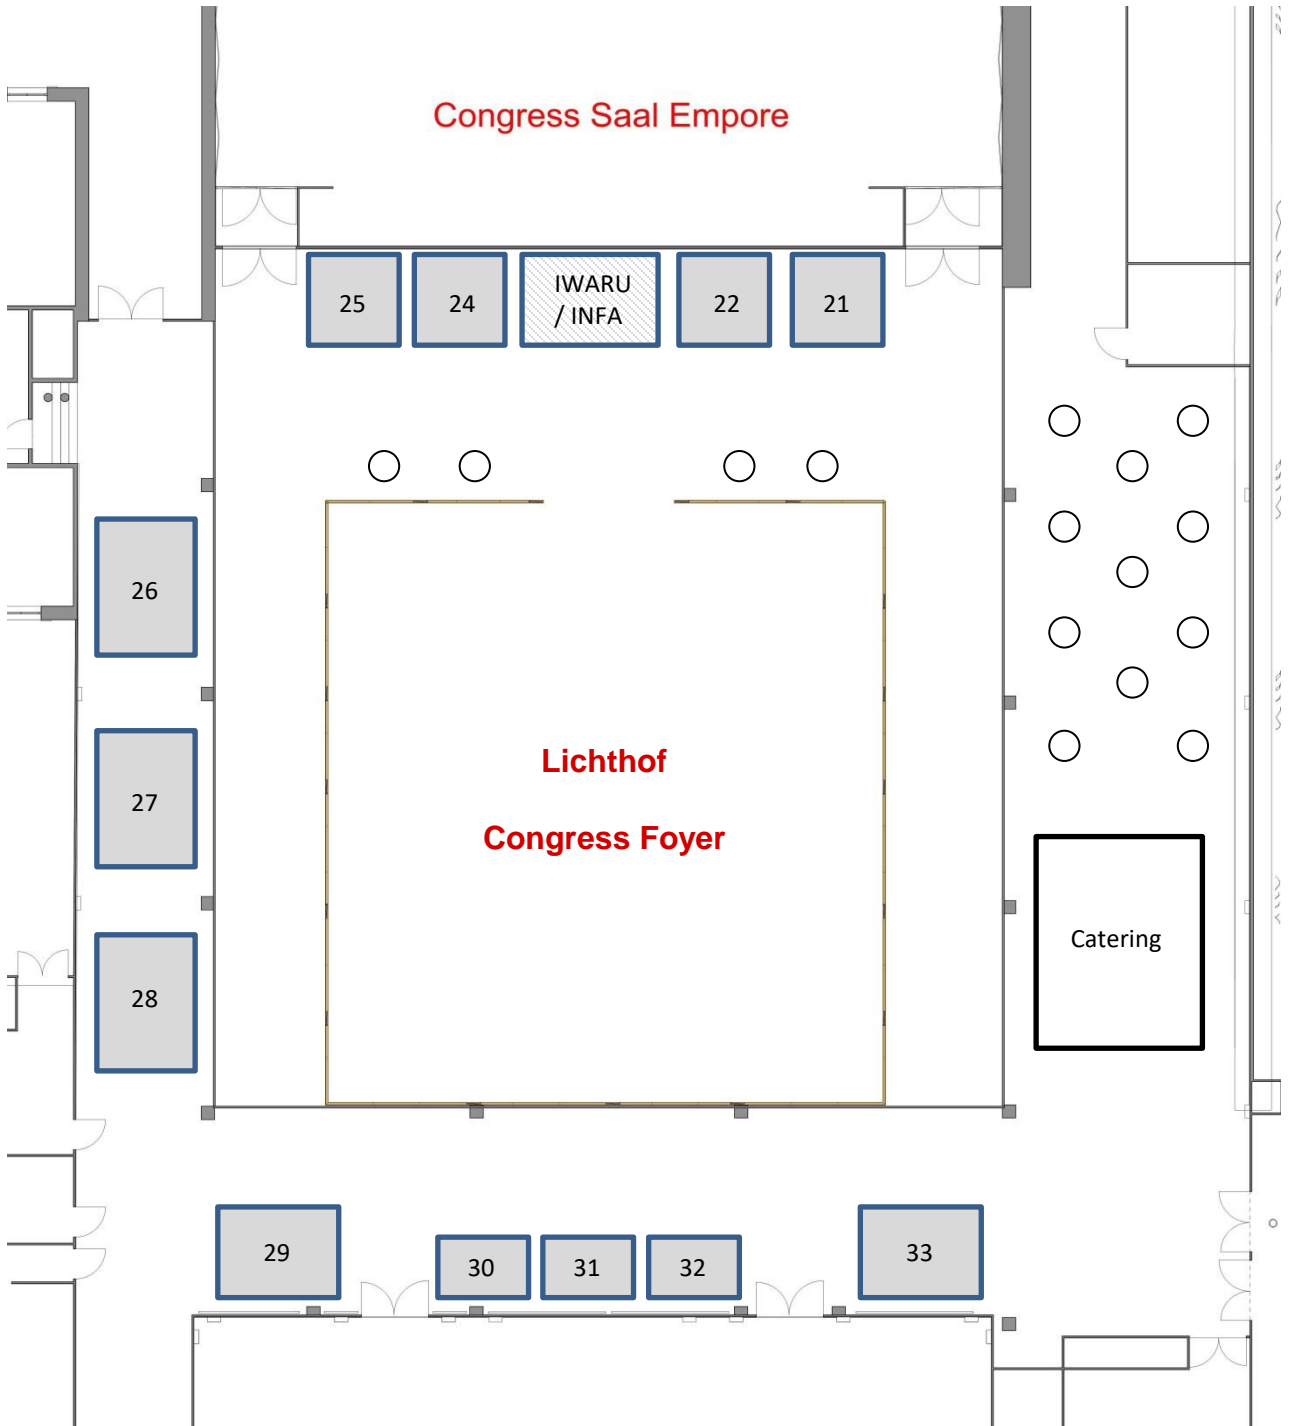 Congress Saal Empore
25
24
IWARU
/ INFA
22
21
26
27
28
Lichthof
Congress Foyer
Catering
29
30
31
32
33